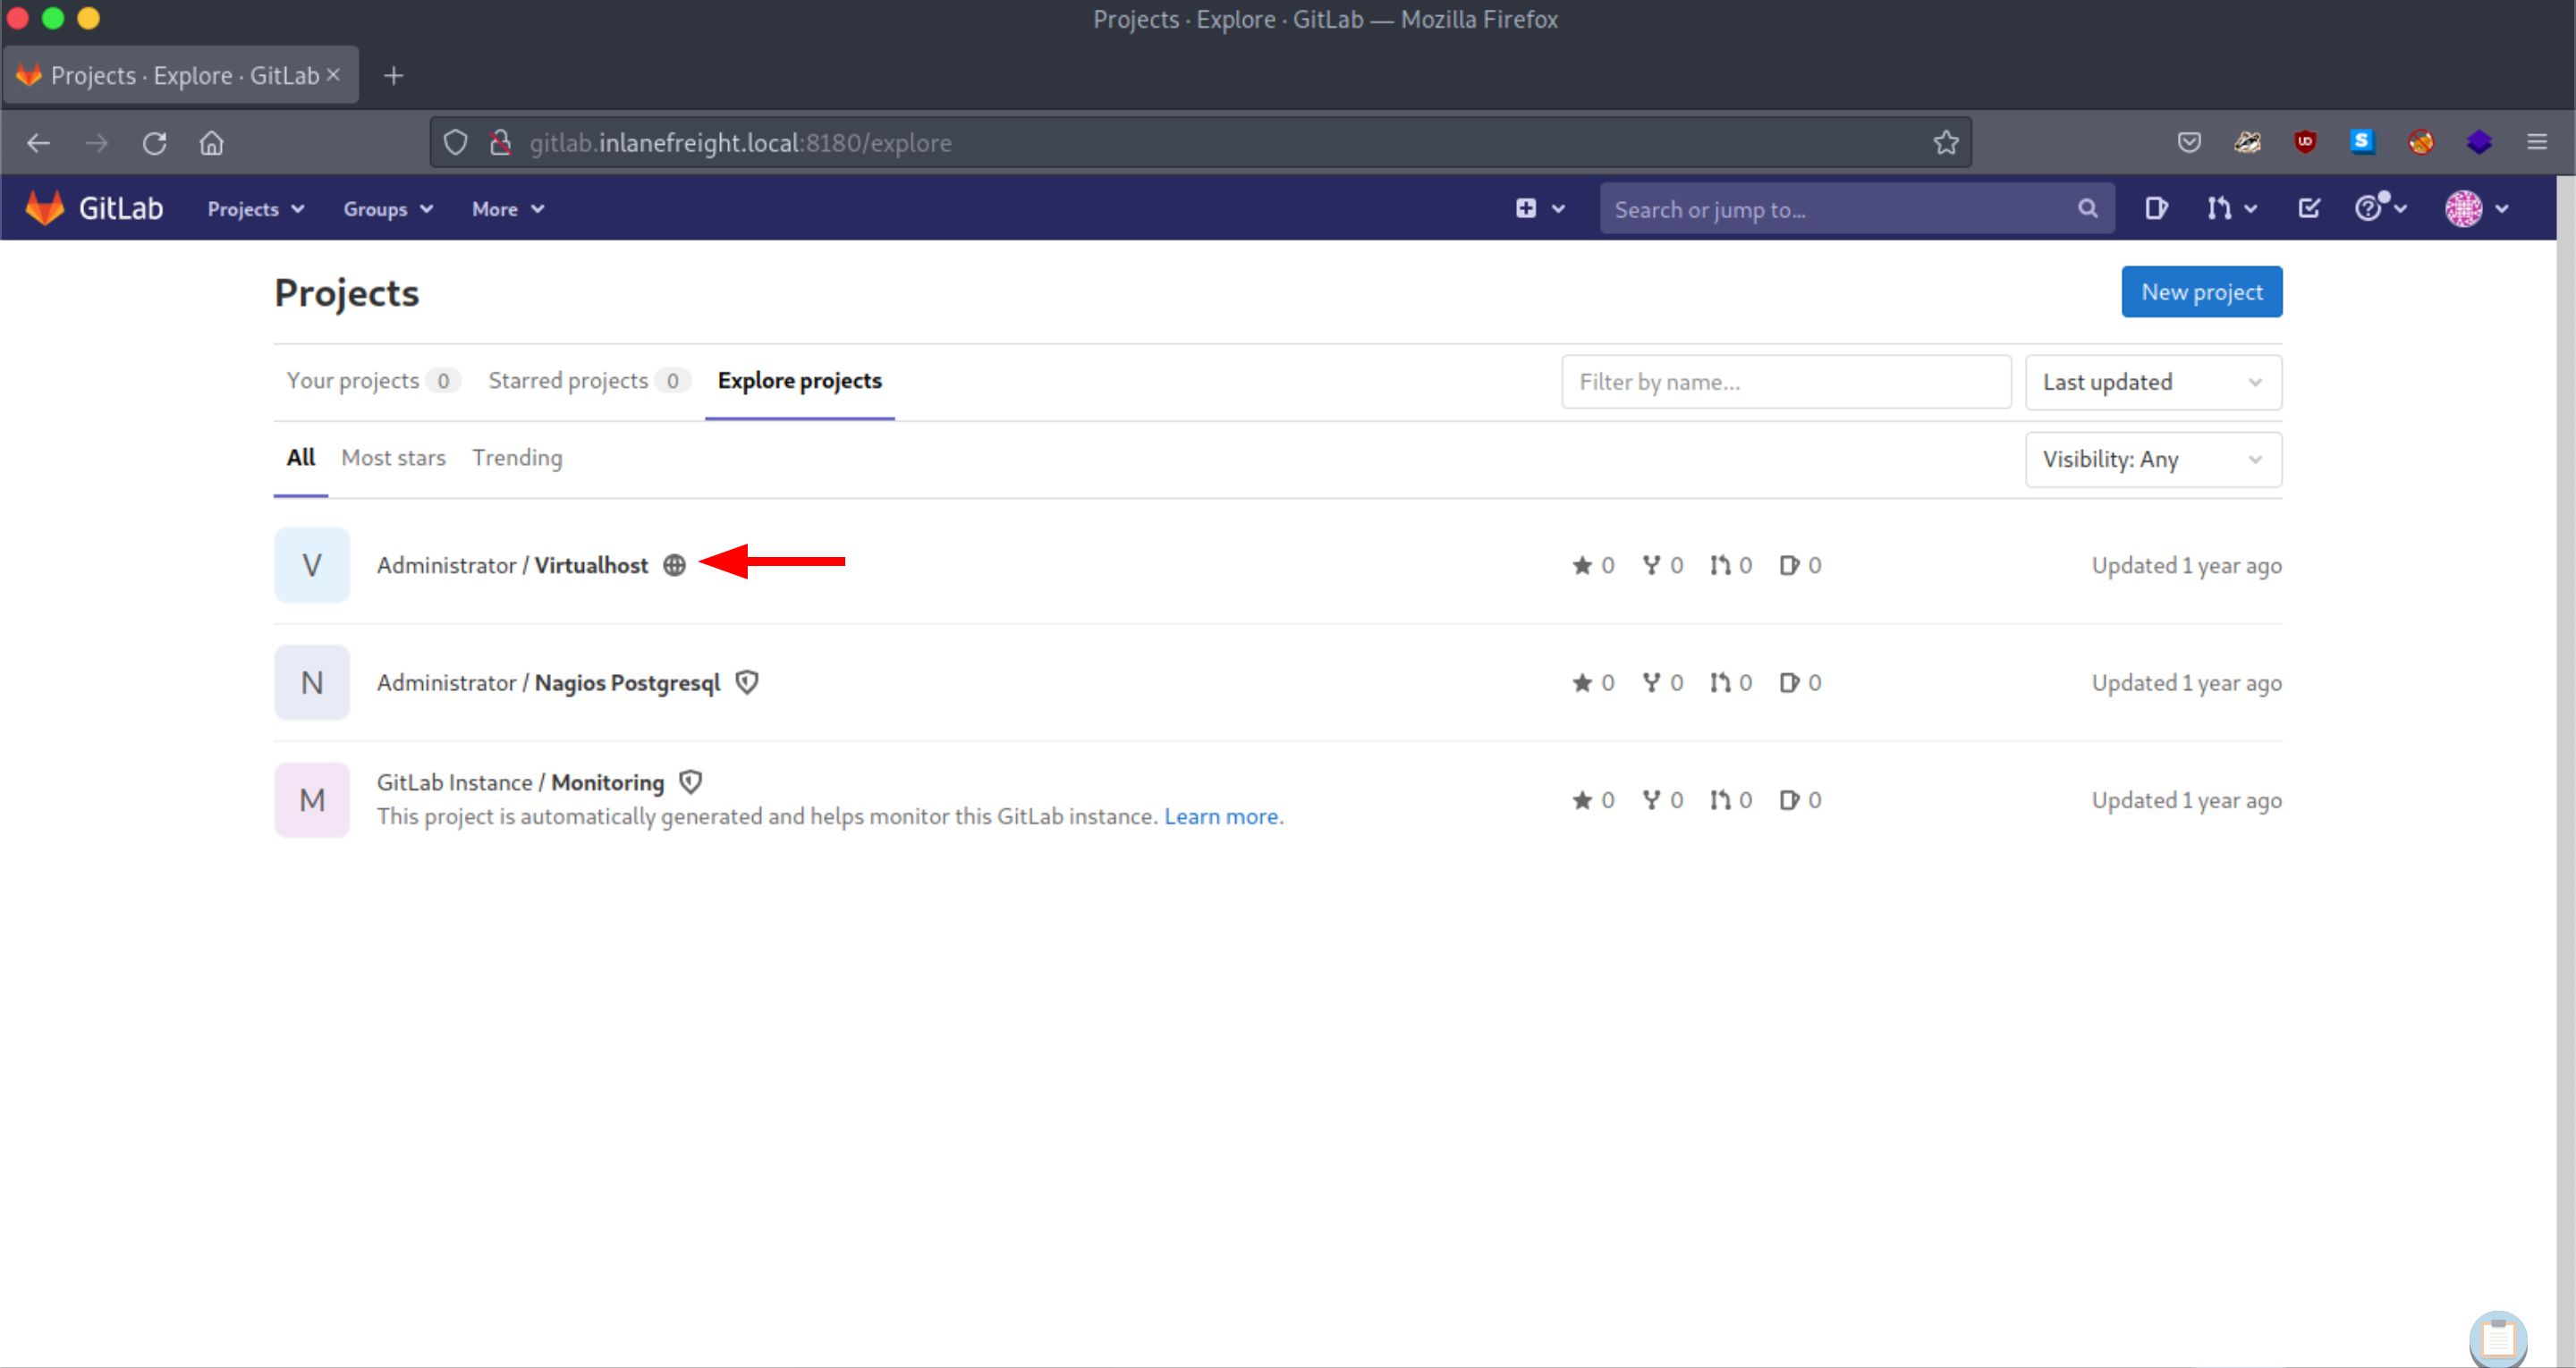 Projects · Explore · GitLab — Mozilla Firefox
Projects · Explore · GitLab
gitlab.inlanefreight.local:8180/explore
GitLab Projects Groups More Search or jump to...
Projects New project
Your projects 0 Starred projects 0 Explore projects Filter by name... Last updated
All Most stars Trending Visibility: Any
V Administrator / Virtualhost 0 0 0 0 Updated 1 year ago
N Administrator / Nagios Postgresql 0 0 0 0 Updated 1 year ago
M GitLab Instance / Monitoring 0 0 0 0 Updated 1 year ago
This project is automatically generated and helps monitor this GitLab instance. Learn more.